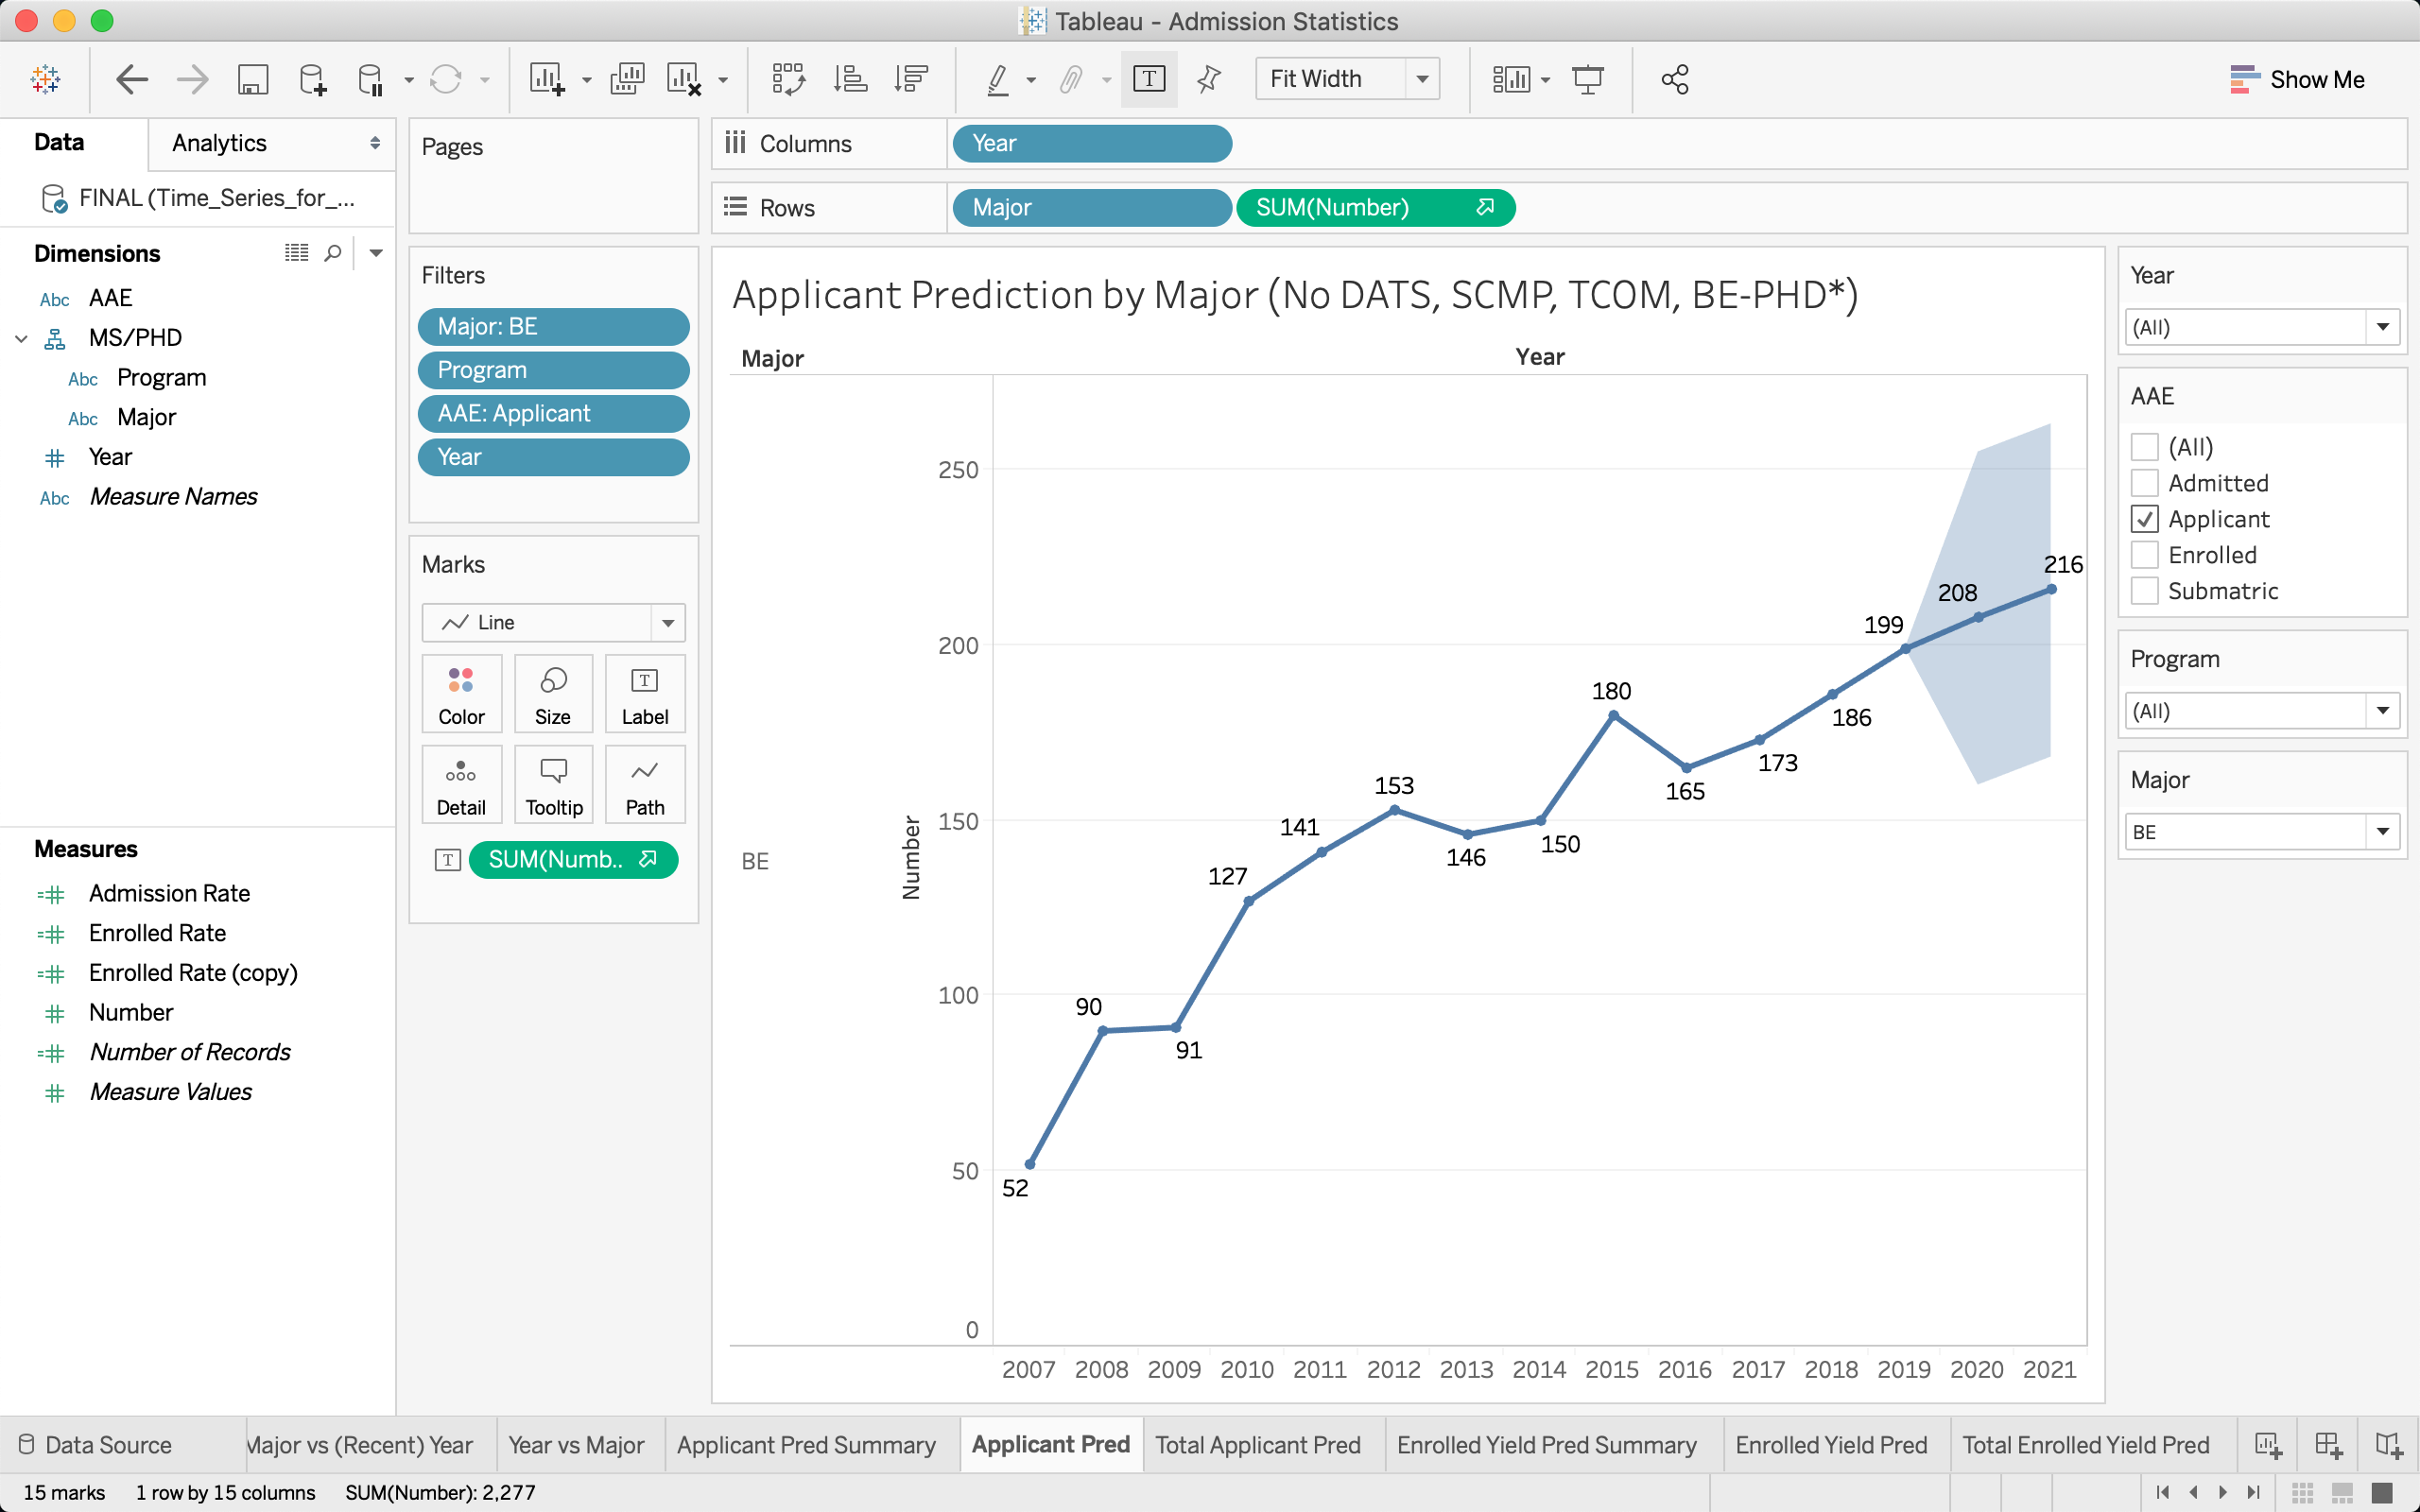 Tableau - Admission Statistics
Fit Width
Show Me
Data
Analytics
FINAL (Time_Series_for_...
Dimensions
Abc AAE
MS/PHD
Abc Program
Abc Major
Year
Abc Measure Names
Measures
Admission Rate
Enrolled Rate
Enrolled Rate (copy)
Number
Number of Records
Measure Values
Pages
Filters
Major: BE
Program
AAE: Applicant
Year
Marks
Line
Color
Size
Label
Detail
Tooltip
Path
SUM(Numb..
Columns
Year
Rows
Major
SUM(Number)
Applicant Prediction by Major (No DATS, SCMP, TCOM, BE-PHD*)
Major
Year
BE
Number
250
200
150
100
50
0
52
90
91
127
141
153
146
150
180
165
173
186
199
208
216
2007 2008 2009 2010 2011 2012 2013 2014 2015 2016 2017 2018 2019 2020 2021
Year
(All)
AAE
(All)
Admitted
Applicant
Enrolled
Submatric
Program
(All)
Major
BE
Data Source
Major vs (Recent) Year
Year vs Major
Applicant Pred Summary
Applicant Pred
Total Applicant Pred
Enrolled Yield Pred Summary
Enrolled Yield Pred
Total Enrolled Yield Pred
15 marks
1 row by 15 columns
SUM(Number): 2,277